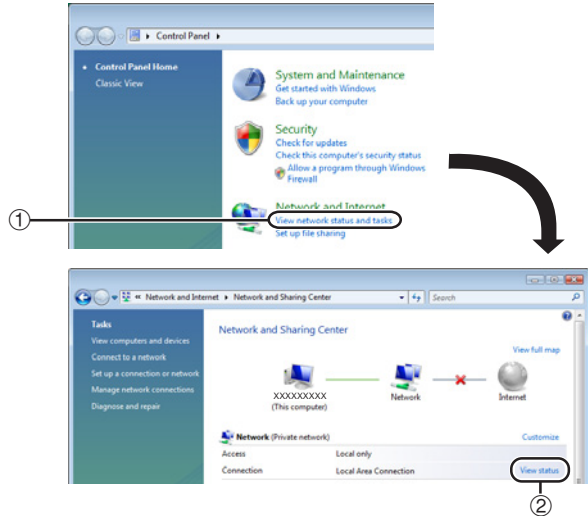 Control Panel
Control Panel Home
Classic View
System and Maintenance
Get started with Windows
Back up your computer
Security
Check for updates
Check this computer's security status
Allow a program through Windows
Firewall
Network and Internet
① View network status and tasks
Set up file sharing
« Network and Internet Network and Sharing Center
Search
Tasks
View computers and devices
Connect to a network
Set up a connection or network
Manage network connections
Diagnose and repair
Network and Sharing Center
View full map
XXXXXXXXX
(This computer)
Network
Internet
Network (Private network) Customize
Access Local only
Connection Local Area Connection View status
②